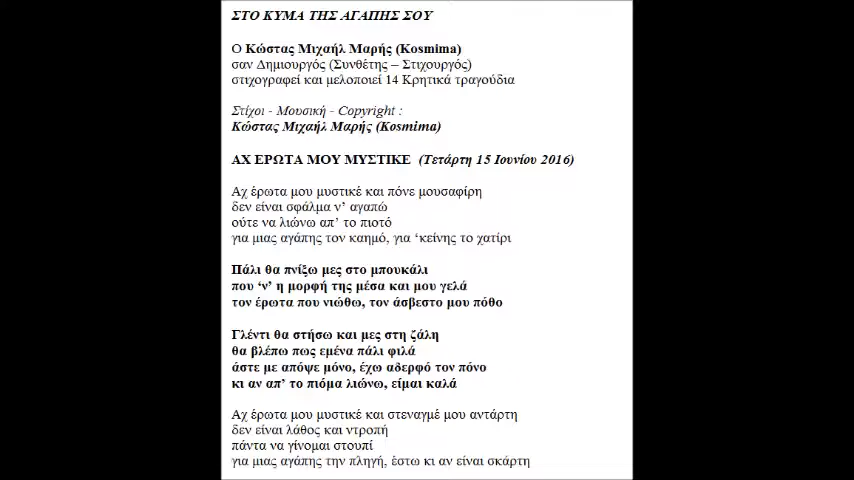 ΣΤΟ ΚΥΜΑ ΤΗΣ ΑΓΑΠΗΣ ΣΟΥ
Ο Κώστας Μιχαήλ Μαρής (Kosmima)
σαν Δημιουργός (Συνθέτης – Στιχουργός)
στιχογραφεί και μελοποιεί 14 Κρητικά τραγούδια
Στίχοι - Μουσική - Copyright :
Κώστας Μιχαήλ Μαρής (Kosmima)
ΑΧ ΕΡΩΤΑ ΜΟΥ ΜΥΣΤΙΚΕ (Τετάρτη 15 Ιουνίου 2016)
Αχ έρωτα μου μυστικέ και πόνε μουσαφίρη
δεν είναι σφάλμα ν’ αγαπώ
ούτε να λιώνω απ’ το πιοτό
για μιας αγάπης τον καημό, για ‘κείνης το χατίρι
Πάλι θα πνίξω μες στο μπουκάλι
που ‘ν’ η μορφή της μέσα και μου γελά
τον έρωτα που νιώθω, τον άσβεστο μου πόθο
Γλέντι θα στήσω και μες στη ζάλη
θα βλέπω πως εμένα πάλι φιλά
άστε με απόψε μόνο, έχω αδερφό τον πόνο
κι αν απ’ το πιόμα λιώνω, είμαι καλά
Αχ έρωτα μου μυστικέ και στεναγμέ μου αντάρτη
δεν είναι λάθος και ντροπή
πάντα να γίνομαι στουπί
για μιας αγάπης την πληγή, έστω κι αν είναι σκάρτη